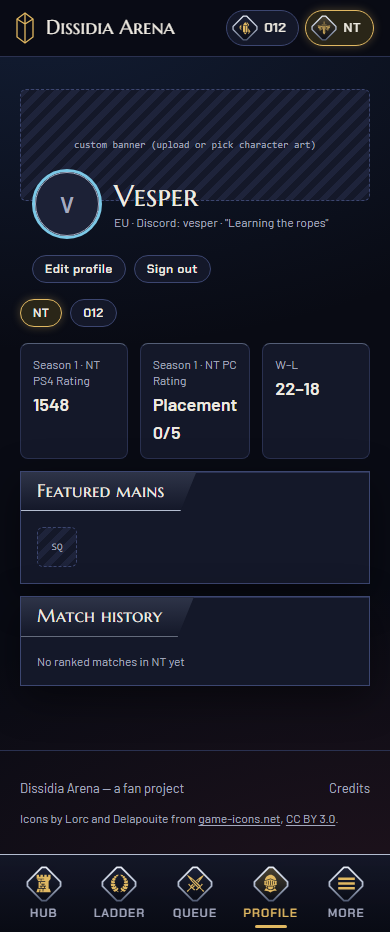 Dissidia Arena
012
NT
custom banner (upload or pick character art)
V
Vesper
EU · Discord: vesper · "Learning the ropes"
Edit profile
Sign out
NT
012
Season 1 · NT
PS4 Rating
1548
Season 1 · NT PC
Rating
Placement
0/5
W–L
22–18
Featured mains
SQ
Match history
No ranked matches in NT yet
Dissidia Arena — a fan project
Credits
Icons by Lorc and Delapouite from game-icons.net, CC BY 3.0.
HUB
LADDER
QUEUE
PROFILE
MORE